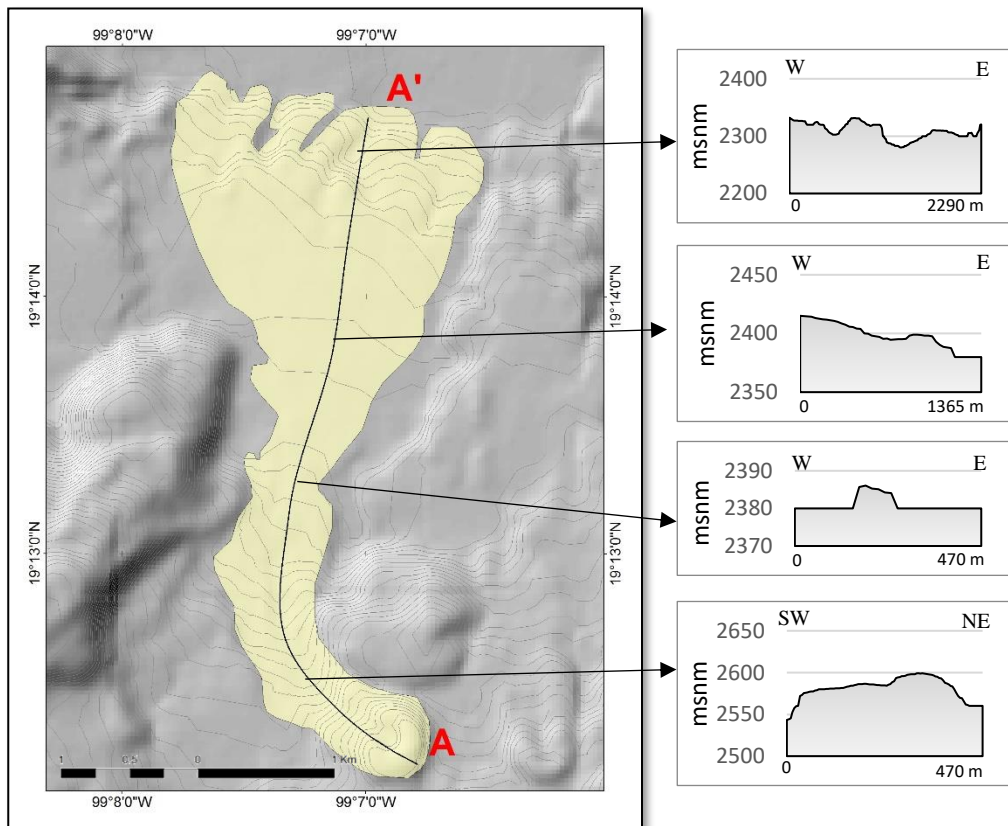 99°8'0"W 99°7'0"W
A'
19°14'0"N 19°14'0"N
19°13'0"N 19°13'0"N
A
1 0.5 0 1 Km
99°8'0"W 99°7'0"W
W E
2400
2300
2200
msnm
0 2290 m
W E
2450
2400
2350
msnm
0 1365 m
W E
2390
2380
2370
msnm
0 470 m
SW NE
2650
2600
2550
2500
msnm
0 470 m